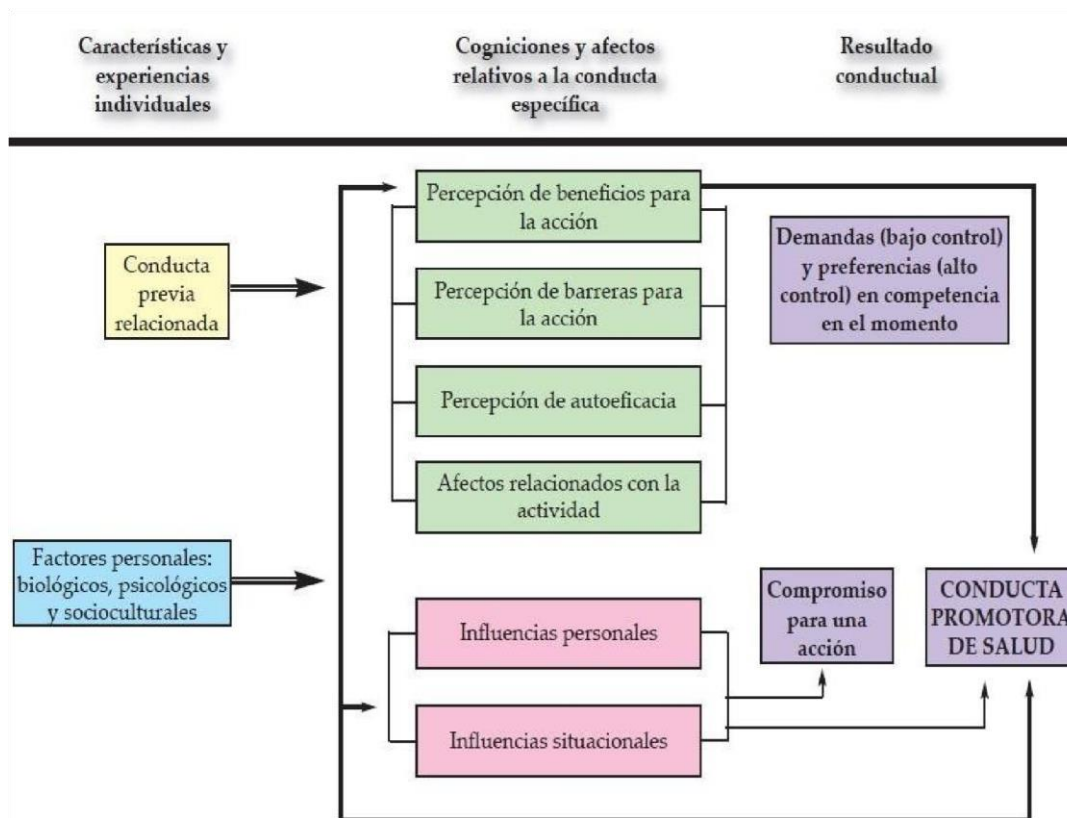 Características y
experiencias
individuales
Cogniciones y afectos
relativos a la conducta
específica
Resultado
conductual
Conducta
previa
relacionada
Factores personales:
biológicos, psicológicos
y socioculturales
Percepción de beneficios para
la acción
Percepción de barreras para
la acción
Percepción de autoeficacia
Afectos relacionados con la
actividad
Influencias personales
Influencias situacionales
Demandas (bajo control)
y preferencias (alto
control) en competencia
en el momento
Compromiso
para una
acción
CONDUCTA
PROMOTORA
DE SALUD